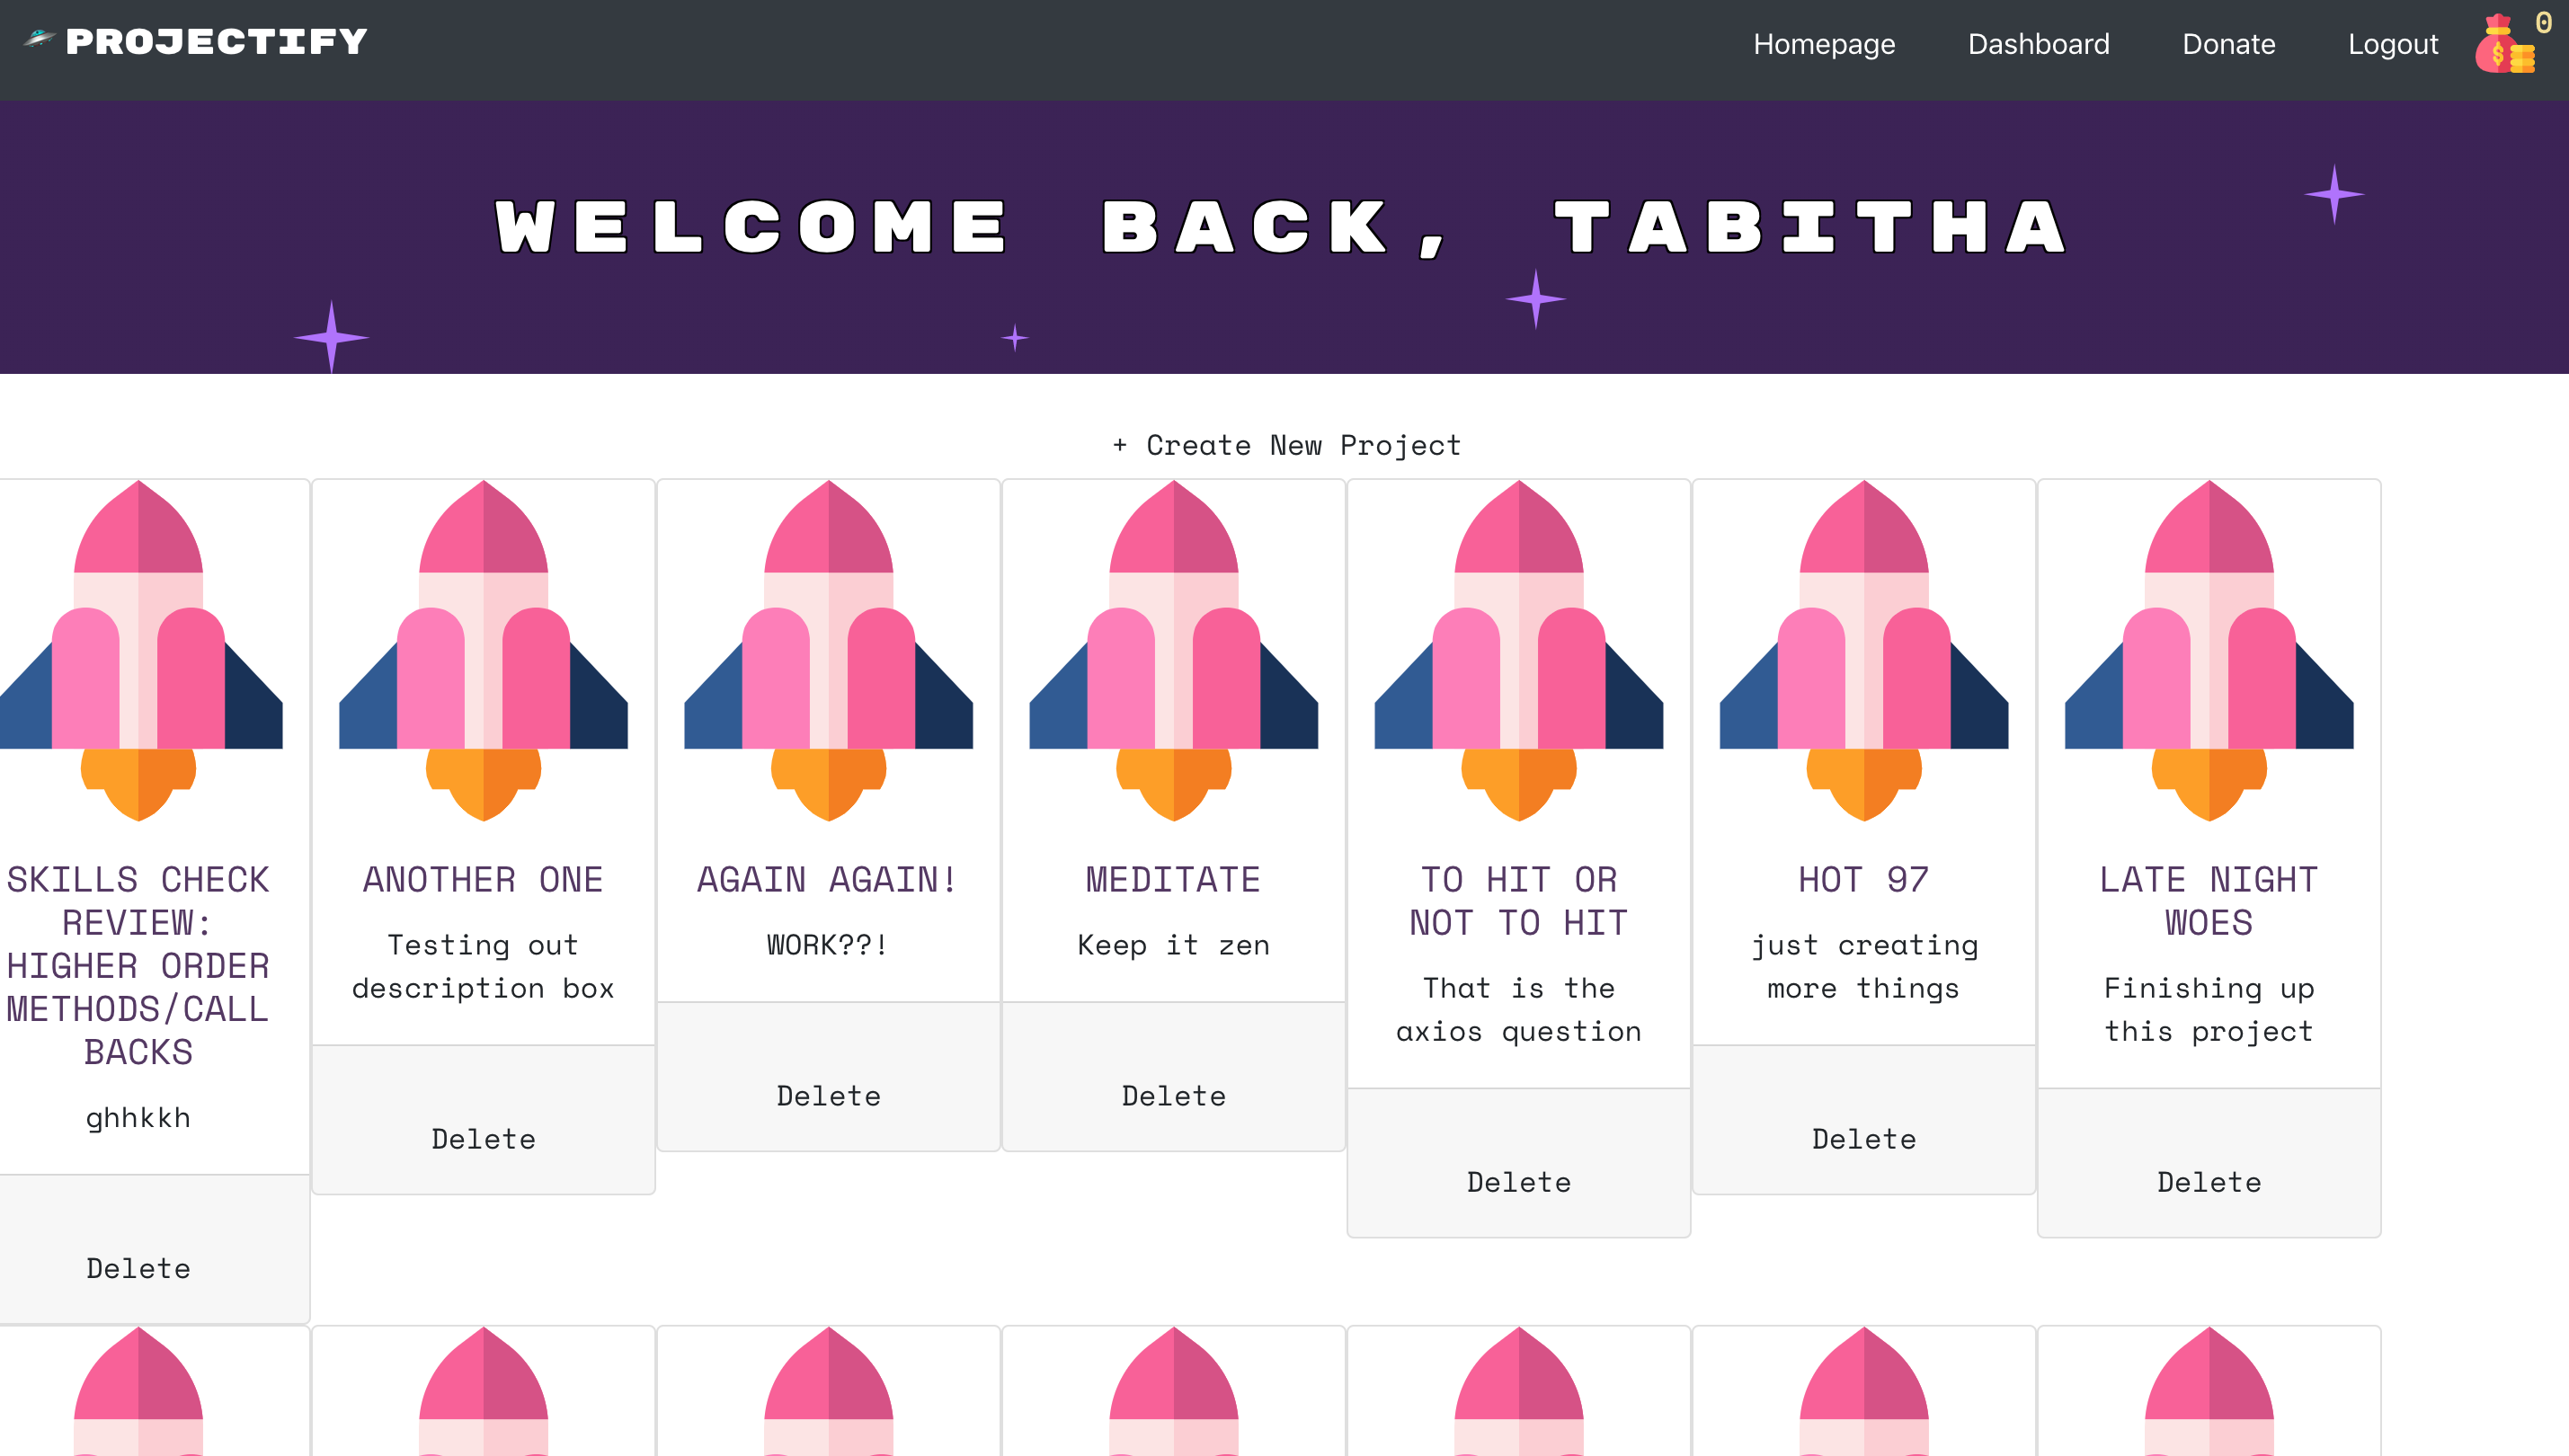 PROJECTIFY
Homepage
Dashboard
Donate
Logout
$
0
WELCOME BACK, TABITHA
+ Create New Project
SKILLS CHECK
REVIEW:
HIGHER ORDER
METHODS/CALL
BACKS
ghhkkh
Delete
ANOTHER ONE
Testing out
description box
Delete
AGAIN AGAIN!
WORK??!
Delete
MEDITATE
Keep it zen
Delete
TO HIT OR
NOT TO HIT
That is the
axios question
Delete
HOT 97
just creating
more things
Delete
LATE NIGHT
WOES
Finishing up
this project
Delete